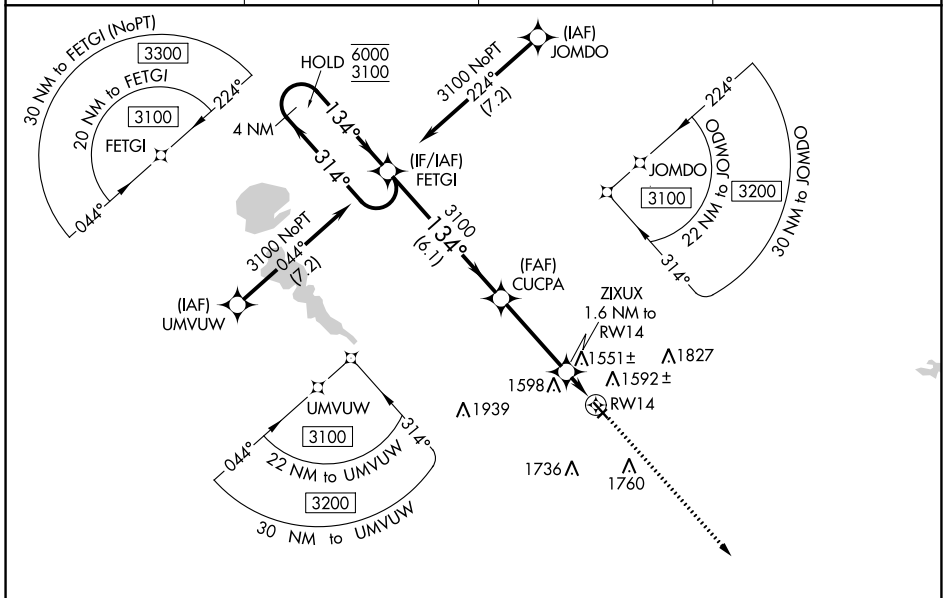 30 NM to FETGI (NoPT)
3300
20 NM to FETGI
3100
224°
FETGI
044°
HOLD
6000
3100
4 NM
134°
314°
(IAF)
JOMDO
3100 NoPT
224°
(7.2)
(IF/IAF)
FETGI
3100
134°
(6.1)
3100 NoPT
044°
(7.2)
(IAF)
UMVUW
224°
JOMDO
3100
22 NM to JOMDO
3200
30 NM to JOMDO
314°
(FAF)
CUCPA
ZIXUX
1.6 NM to
RW14
1551±
1827
1598
1592±
RW14
1939
1736
1760
UMVUW
3100
044°
314°
22 NM to UMVUW
3200
30 NM to UMVUW